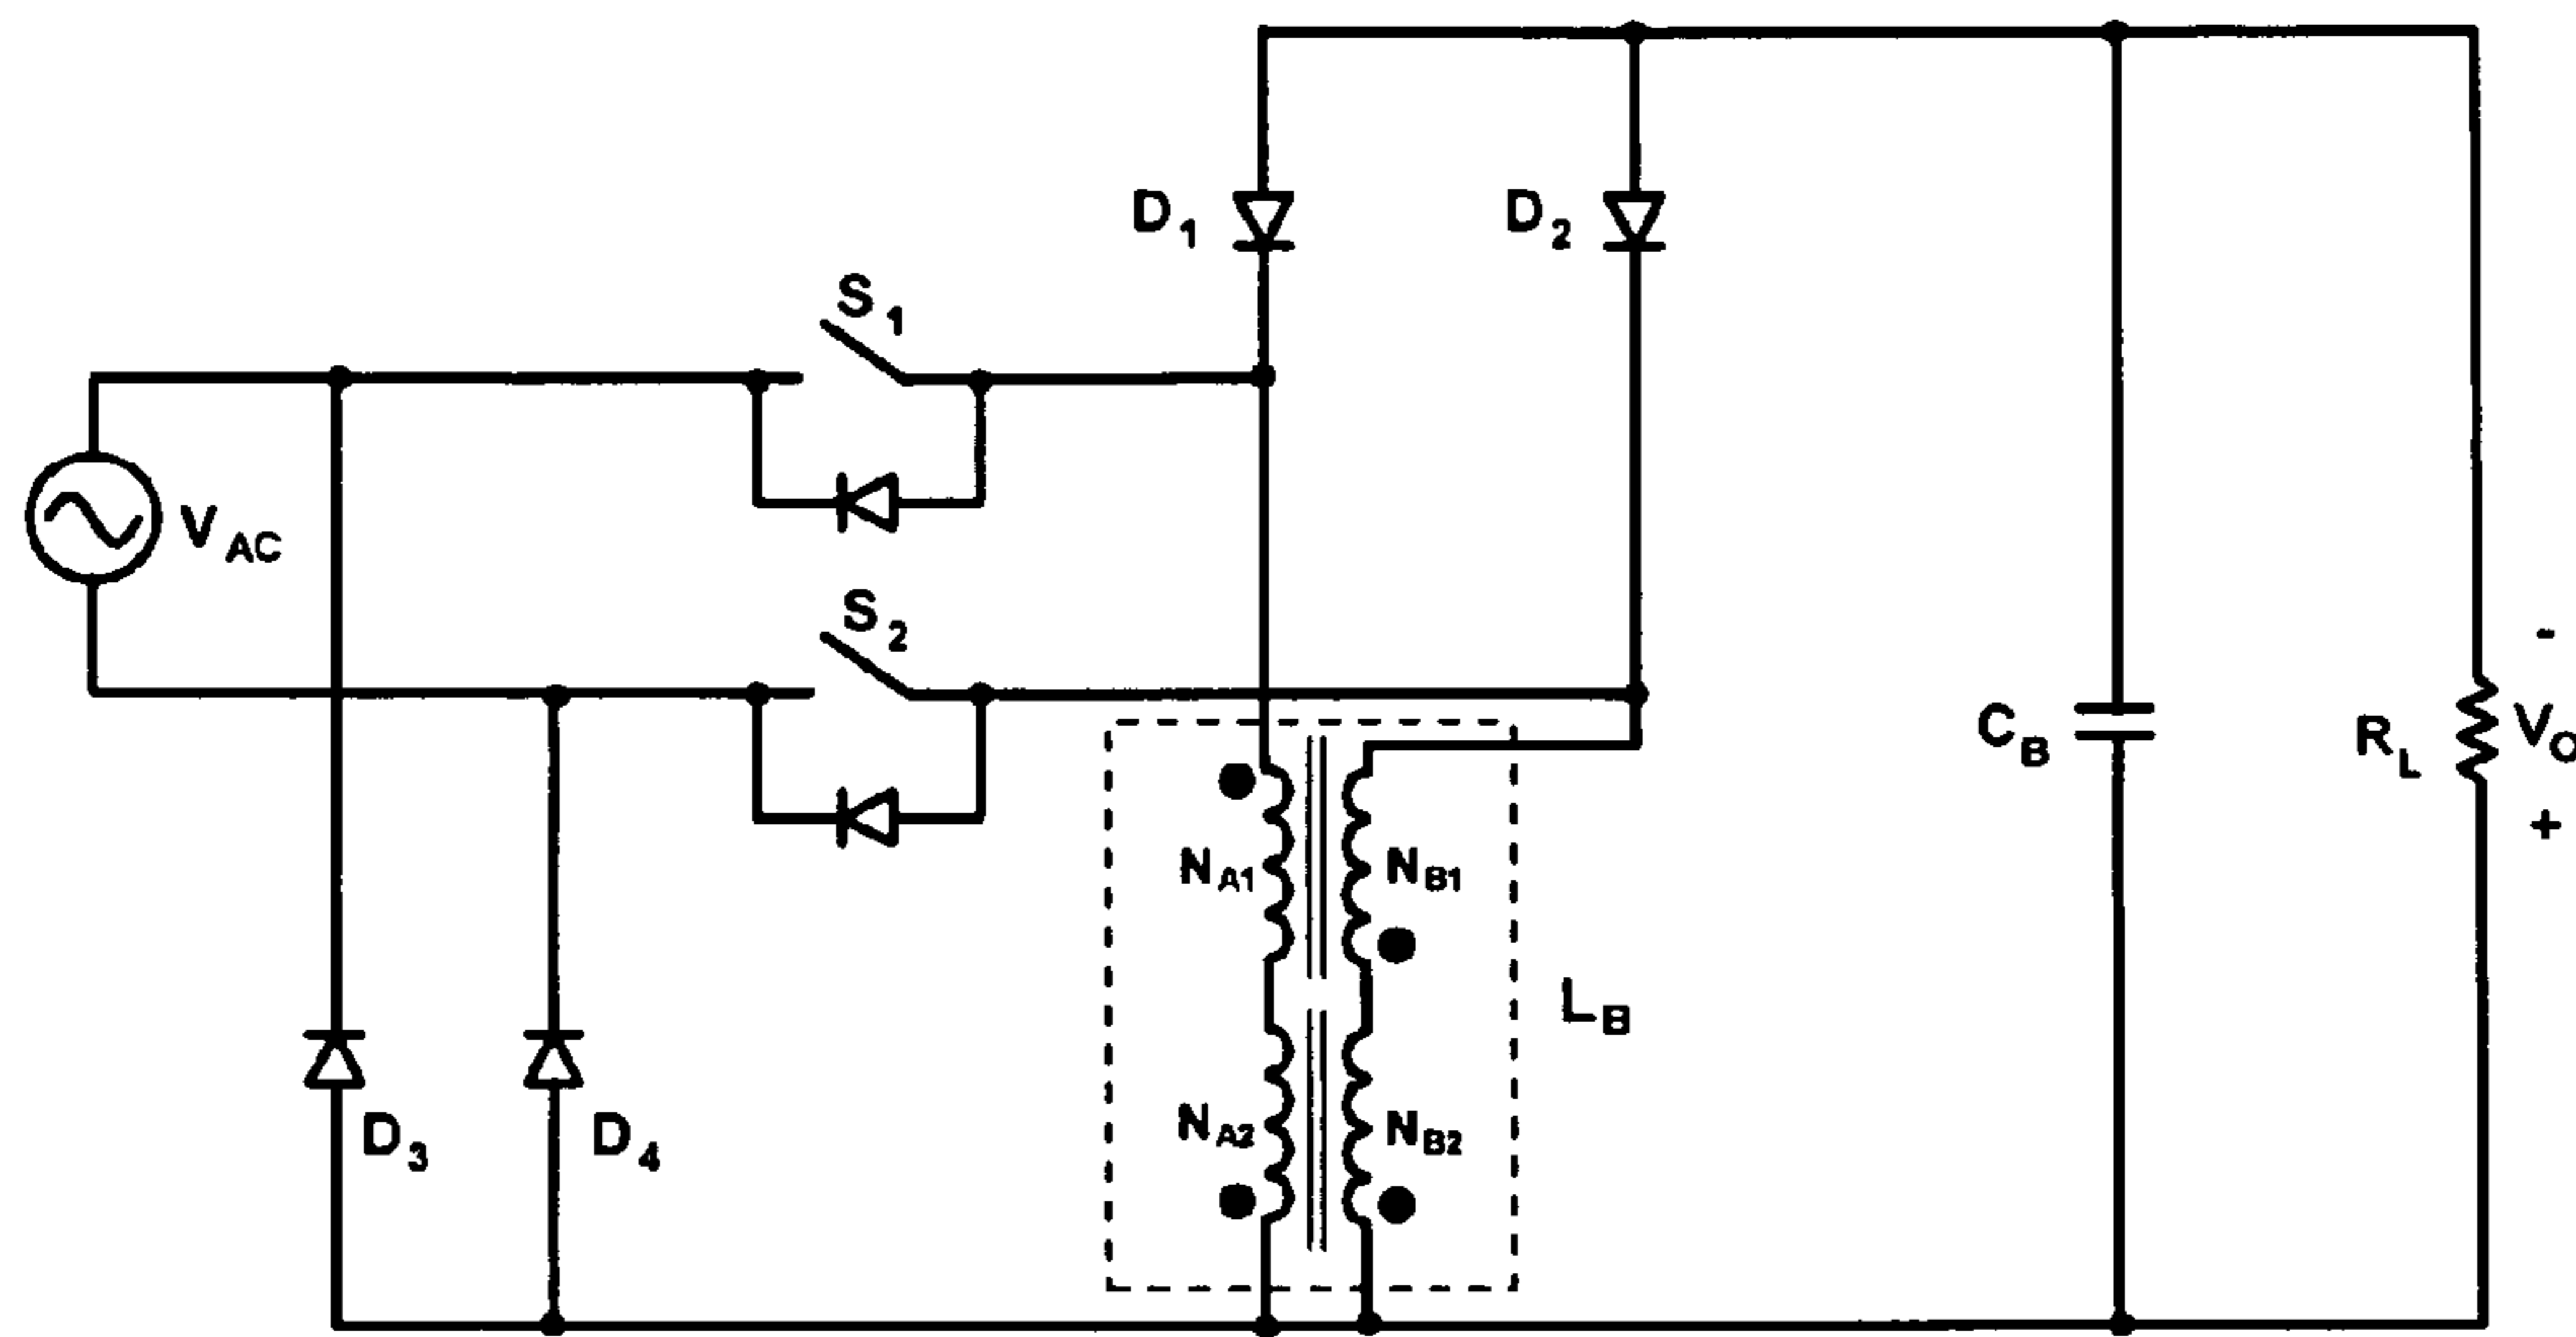 D1
D2
S1
VAC
S2
-
CB
RL
VO
+
NA1
NB1
LB
NA2
NB2
D3
D4